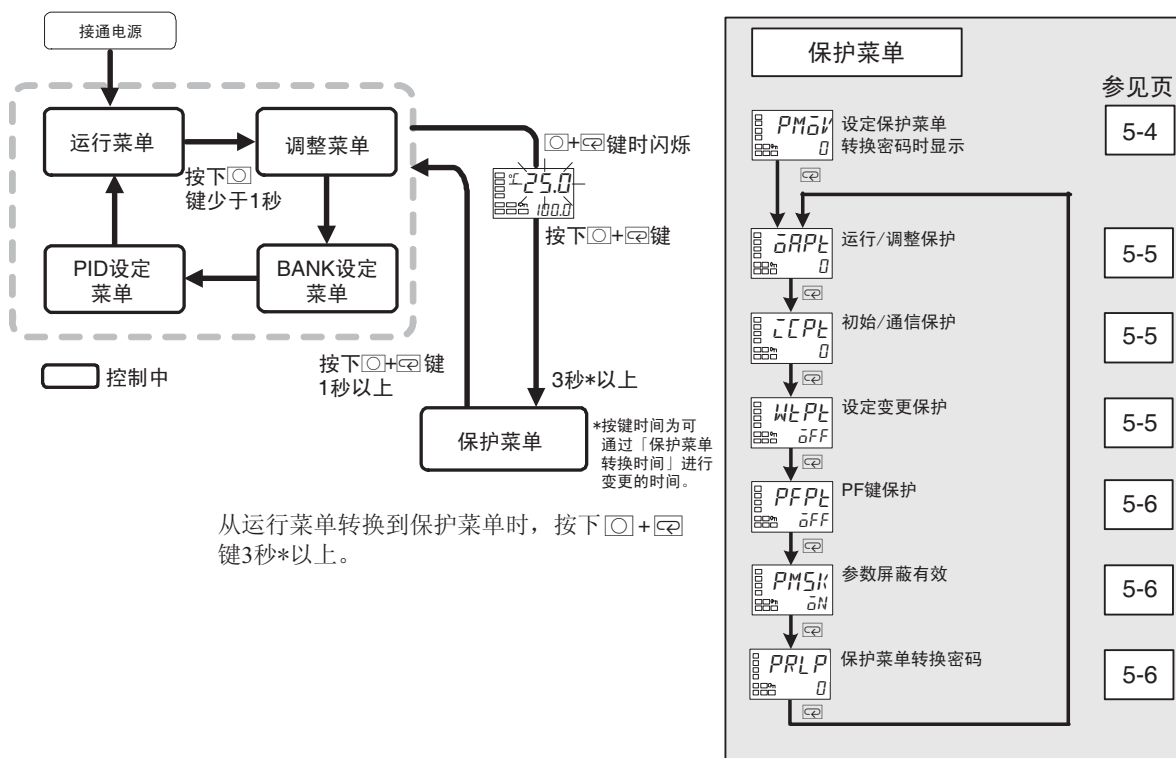 接通电源
运行菜单
调整菜单
按下
键少于1秒
PID设定
菜单
BANK设定
菜单
控制中
+键时闪烁
℃
25.0
100.0
按下+键
按下+键
1秒以上
3秒*以上
保护菜单
*按键时间为可
通过「保护菜单
转换时间」进行
变更的时间。
从运行菜单转换到保护菜单时，按下+
键3秒*以上。
保护菜单
参见页
PMOV
0
设定保护菜单
转换密码时显示
5-4
OAPT
0
运行/调整保护
5-5
ICPT
0
初始/通信保护
5-5
WTPT
OFF
设定变更保护
5-5
PFPT
OFF
PF键保护
5-6
PMSK
ON
参数屏蔽有效
5-6
PRLP
0
保护菜单转换密码
5-6